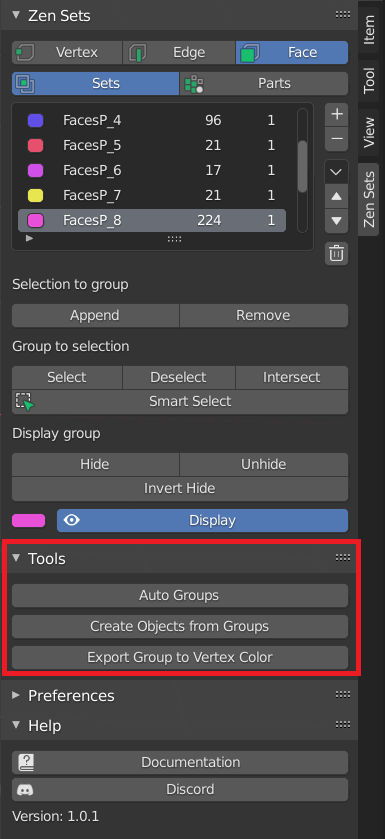 Zen Sets
Vertex Edge Face
Sets Parts
FacesP_4 96 1
FacesP_5 21 1
FacesP_6 17 1
FacesP_7 21 1
FacesP_8 224 1
Selection to group
Append Remove
Group to selection
Select Deselect Intersect
Smart Select
Display group
Hide Unhide
Invert Hide
Display
Tools
Auto Groups
Create Objects from Groups
Export Group to Vertex Color
Preferences
Help
Documentation
Discord
Version: 1.0.1
Item
Tool
View
Zen Sets